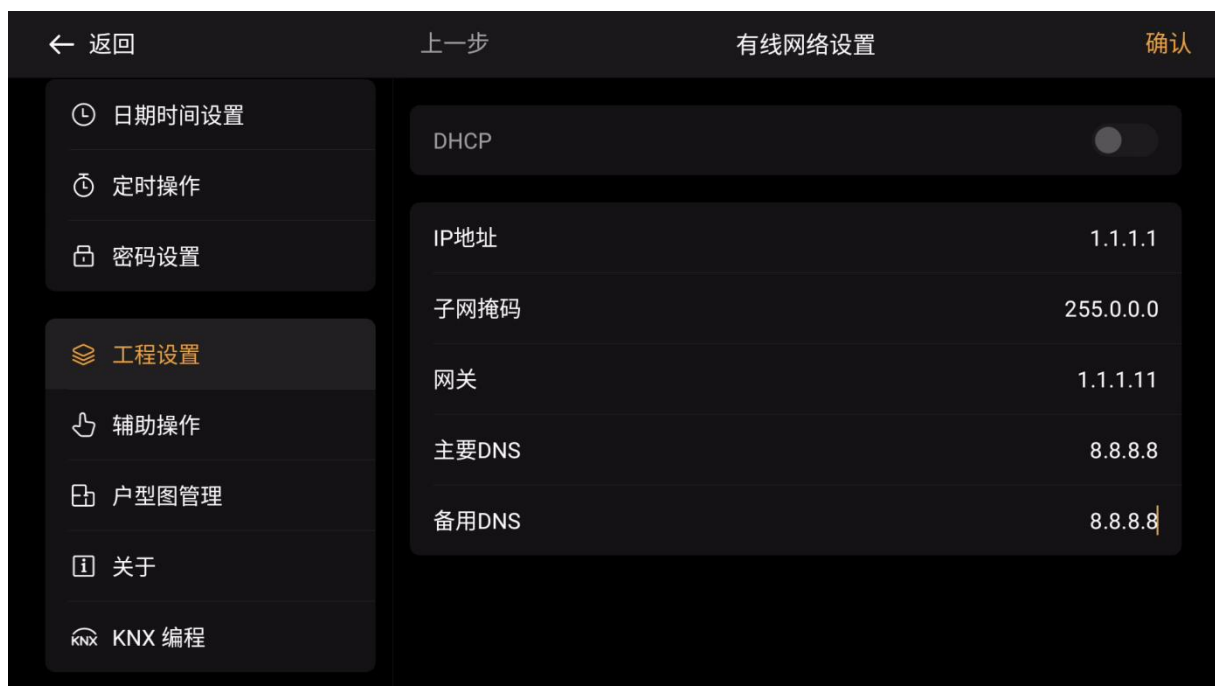 返回
上一步
有线网络设置
确认
日期时间设置
定时操作
密码设置
工程设置
辅助操作
户型图管理
关于
KNX KNX 编程
DHCP
IP地址 1.1.1.1
子网掩码 255.0.0.0
网关 1.1.1.11
主要DNS 8.8.8.8
备用DNS 8.8.8.8